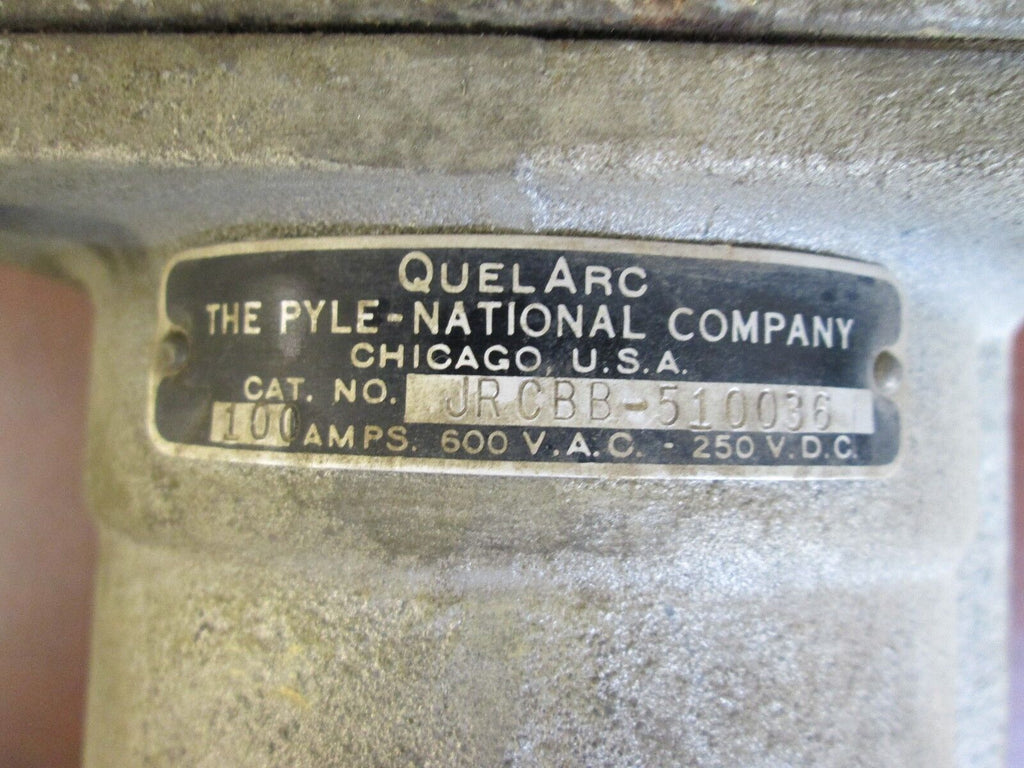 QUELARC
THE PYLE-NATIONAL COMPANY
CHICAGO, U.S.A.
CAT. NO. JRCBB-510036
100 AMPS. 600 V.A.C. - 250 V.D.C.